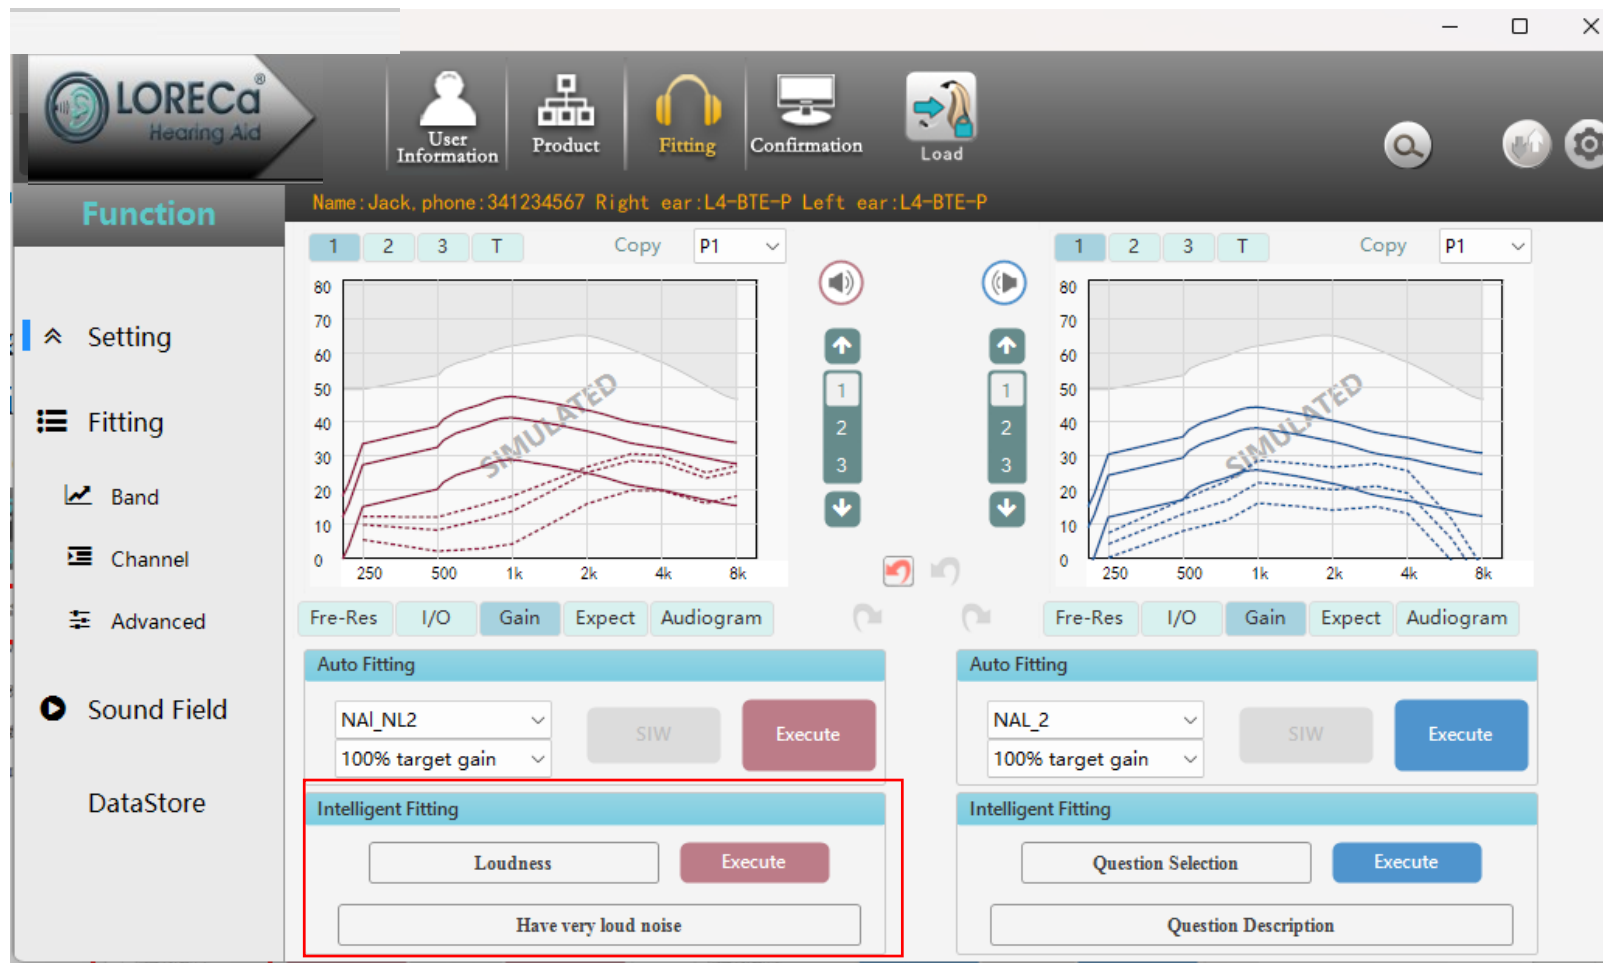 LORECa®
Hearing Aid
User Information
Product
Fitting
Confirmation
Load
Function
Name:Jack,phone:341234567 Right ear:L4-BTE-P Left ear:L4-BTE-P
Setting
Fitting
Band
Channel
Advanced
Sound Field
DataStore
1 2 3 T Copy P1
80
70
60
50
40
30
20
10
0
SIMULATED
250 500 1k 2k 4k 8k
1
2
3
Fre-Res I/O Gain Expect Audiogram
1 2 3 T Copy P1
1
2
3
80
70
60
50
40
30
20
10
0
SIMULATED
250 500 1k 2k 4k 8k
Fre-Res I/O Gain Expect Audiogram
Auto Fitting
NAl_NL2
100% target gain
SIW
Execute
Intelligent Fitting
Loudness
Execute
Have very loud noise
Auto Fitting
NAL_2
100% target gain
SIW
Execute
Intelligent Fitting
Question Selection
Execute
Question Description